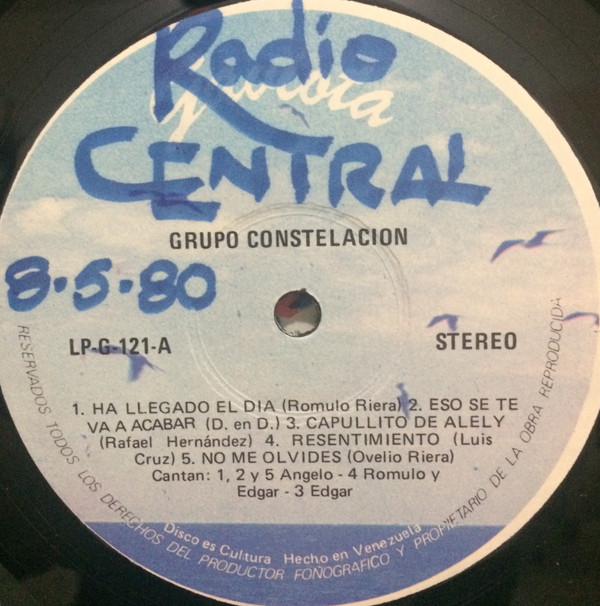 Radio
CENTRAL
GRUPO CONSTELACION
8·5·80
LP-G-121-A
STEREO
1. HA LLEGADO EL DIA (Romulo Riera) 2. ESO SE TE
VA A ACABAR (D. en D.) 3. CAPULLITO DE ALELY
(Rafael Hernández) 4. RESENTIMIENTO (Luis
Cruz) 5. NO ME OLVIDES (Ovelio Riera)
Cantan: 1, 2 y 5 Angelo - 4 Romulo y
Edgar - 3 Edgar
Disco es Cultura Hecho en Venezuela
RESERVADOS TODOS LOS DERECHOS DEL PRODUCTOR FONOGRAFICO Y PROPIETARIO DE LA OBRA REPRODUCIDA